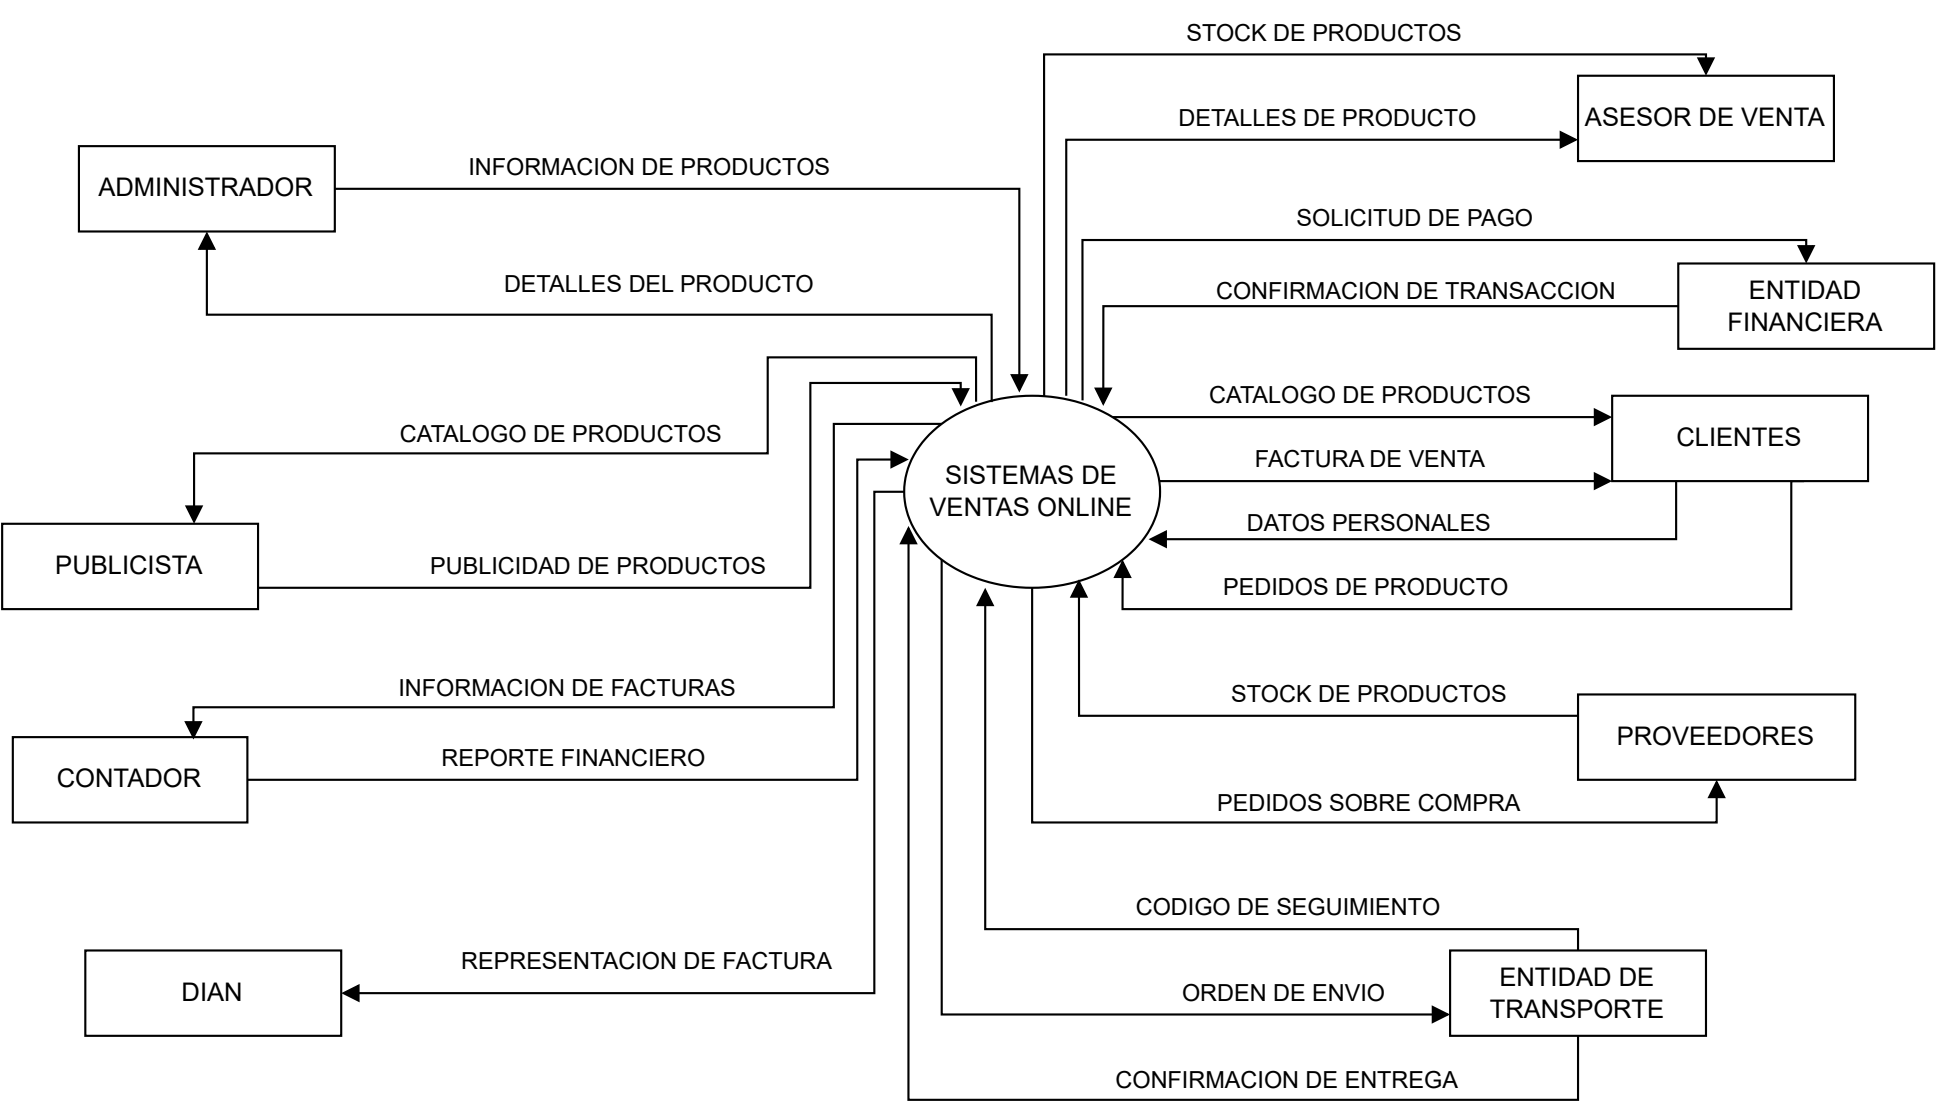 STOCK DE PRODUCTOS
ASESOR DE VENTA
DETALLES DE PRODUCTO
INFORMACION DE PRODUCTOS
ADMINISTRADOR
SOLICITUD DE PAGO
DETALLES DEL PRODUCTO
CONFIRMACION DE TRANSACCION
ENTIDAD
FINANCIERA
CATALOGO DE PRODUCTOS
CLIENTES
CATALOGO DE PRODUCTOS
FACTURA DE VENTA
SISTEMAS DE
VENTAS ONLINE
DATOS PERSONALES
PUBLICISTA
PUBLICIDAD DE PRODUCTOS
PEDIDOS DE PRODUCTO
INFORMACION DE FACTURAS
STOCK DE PRODUCTOS
PROVEEDORES
REPORTE FINANCIERO
CONTADOR
PEDIDOS SOBRE COMPRA
CODIGO DE SEGUIMIENTO
REPRESENTACION DE FACTURA
DIAN
ORDEN DE ENVIO
ENTIDAD DE
TRANSPORTE
CONFIRMACION DE ENTREGA